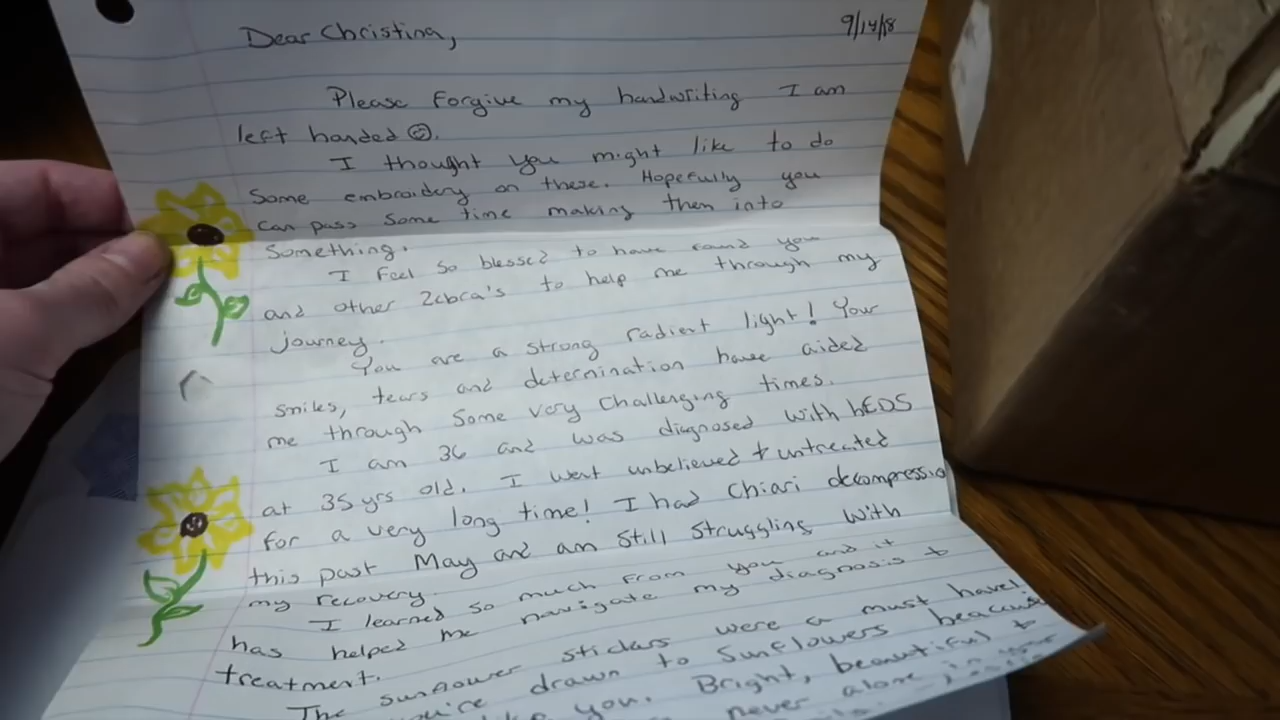 Dear Christina,
9/14/18
Please forgive my handwriting I am
left handed ☺.
I thought you might like to do
some embroidery on these. Hopefully you
can pass some time making them into
something.
I feel so blessed to have found you
and other Zebra's to help me through my
journey.
You are a strong radient light! Your
smiles, tears and determination have aided
me through some very challenging times.
I am 36 and was diagnosed with hEDS
at 35 yrs old. I went unbelieved & untreated
for a very long time! I had Chiari decompression
this past May and am still struggling with
my recovery.
I learned so much from you and it
has helped me navigate my diagnosis &
treatment.
The sunflower stickers were a must have!
drawn to sunflowers
like you. Bright, beautiful &
never alone in